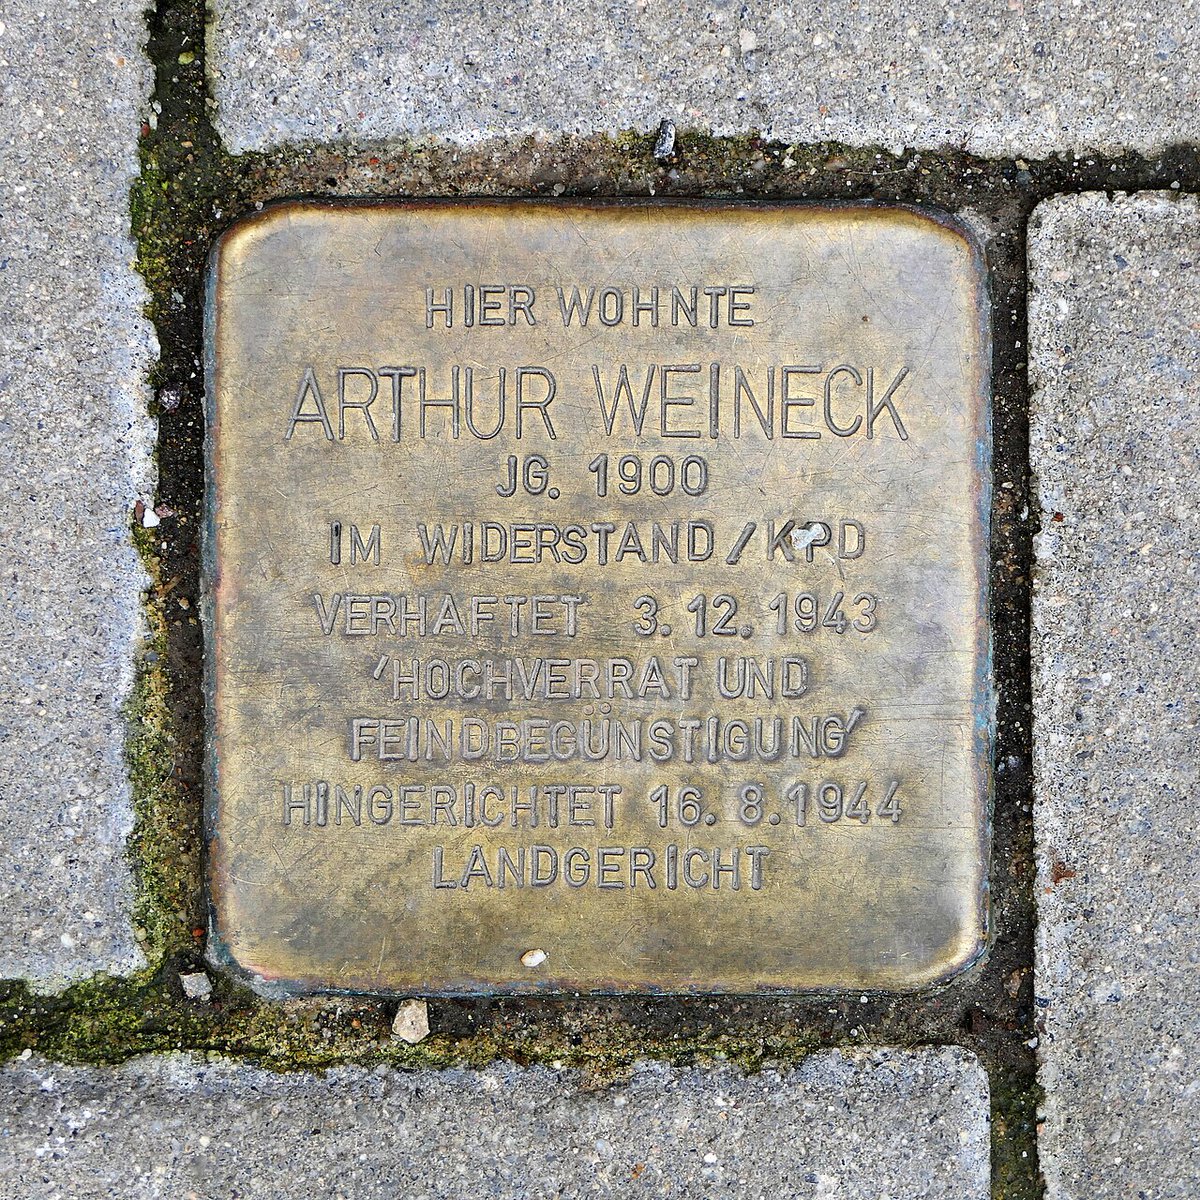 HIER WOHNTE
ARTHUR WEINECK
JG. 1900
IM WIDERSTAND/KPD
VERHAFTET 3.12.1943
'HOCHVERRAT UND
FEINDBEGÜNSTIGUNG'
HINGERICHTET 16.8.1944
LANDGERICHT